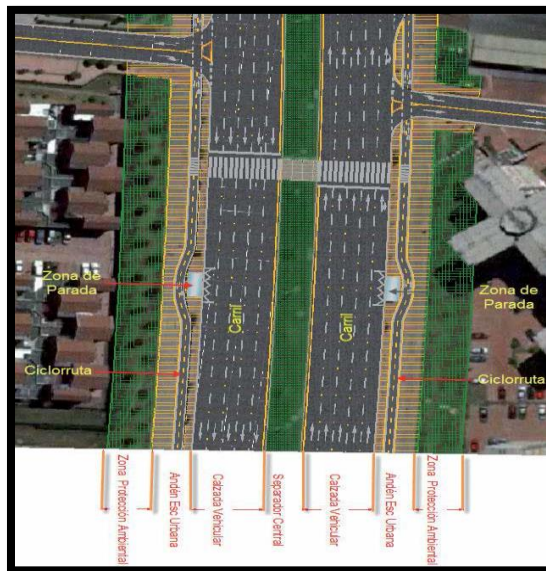 Zona de
Parada
Zona de
Parada
Carril
Carril
Ciclorruta
Ciclorruta
Zona Protección Ambiental
Andén Esc Urbana
Calzada Vehicular
Separador Central
Calzada Vehicular
Andén Esc Urbana
Zona Protección Ambiental